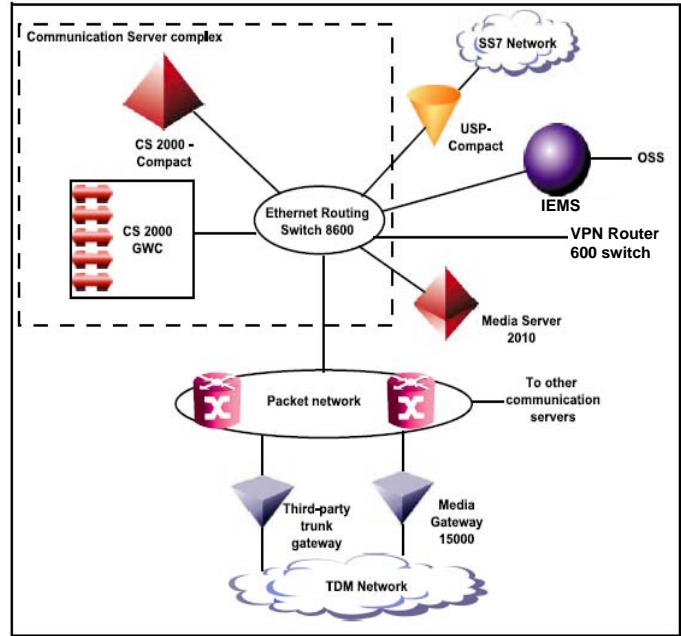 Communication Server complex
SS7 Network
CS 2000 -
Compact
USP-
Compact
OSS
IEMS
Ethernet Routing
Switch 8600
CS 2000
GWC
VPN Router
600 switch
Media Server
2010
Packet network
To other
communication
servers
Third-party
trunk
gateway
Media
Gateway
15000
TDM Network